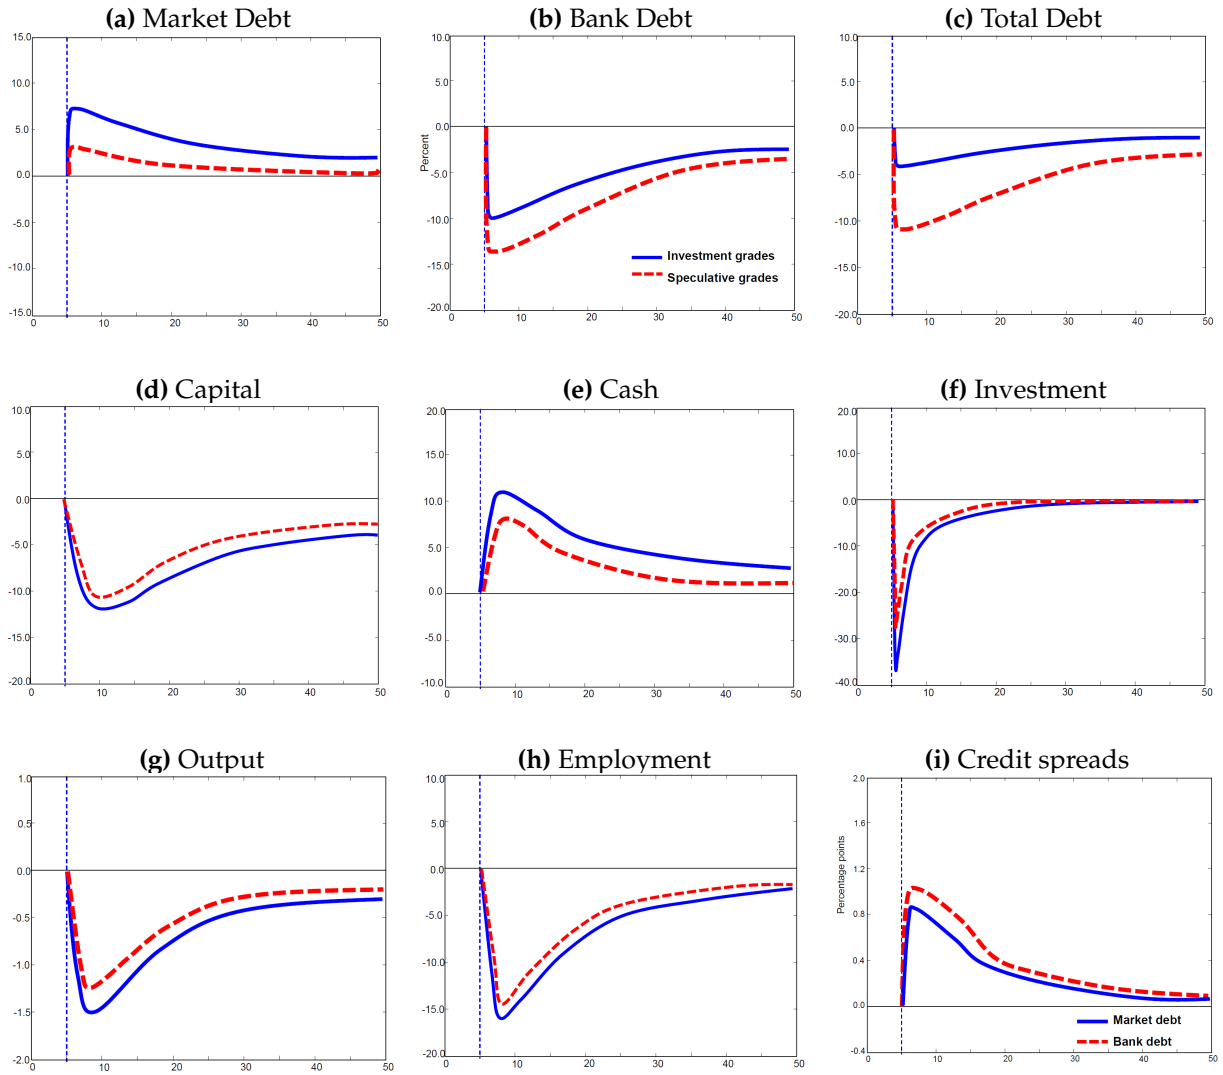 (a) Market Debt
15.0
10.0
5.0
0.0
-5.0
-10.0
-15.0
0 10 20 30 40 50
(b) Bank Debt
Percent
10.0
5.0
0.0
-5.0
-10.0
-15.0
-20.0
0 10 20 30 40 50
Investment grades
Speculative grades
(c) Total Debt
10.0
5.0
0.0
-5.0
-10.0
-15.0
-20.0
0 10 20 30 40 50
(d) Capital
10.0
5.0
0.0
-5.0
-10.0
-15.0
-20.0
0 10 20 30 40 50
(e) Cash
20.0
15.0
10.0
5.0
0.0
-5.0
-10.0
0 10 20 30 40 50
(f) Investment
20.0
10.0
0.0
-10.0
-20.0
-30.0
-40.0
0 10 20 30 40 50
(g) Output
1.0
0.5
0.0
-0.5
-1.0
-1.5
-2.0
0 10 20 30 40 50
(h) Employment
10.0
5.0
0.0
-5.0
-10.0
-15.0
-20.0
0 10 20 30 40 50
(i) Credit spreads
Percentage points
2.0
1.6
1.2
0.8
0.4
0.0
-0.4
0 10 20 30 40 50
Market debt
Bank debt